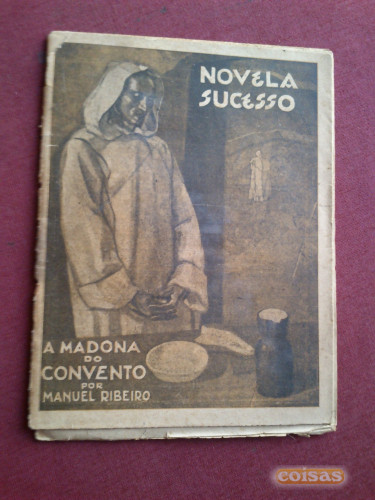 NOVELA
SUCESSO
A MADONA
DO
CONVENTO
POR
MANUEL RIBEIRO
coisas